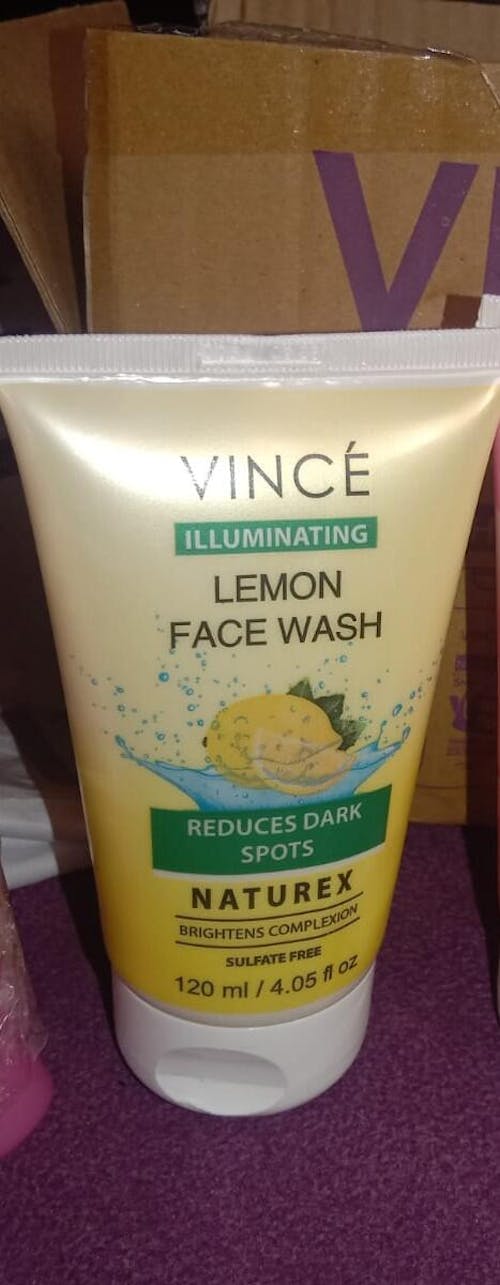 VINCÉ
ILLUMINATING
LEMON
FACE WASH
REDUCES DARK
SPOTS
NATUREX
BRIGHTENS COMPLEXION
SULFATE FREE
120 ml / 4.05 fl oz